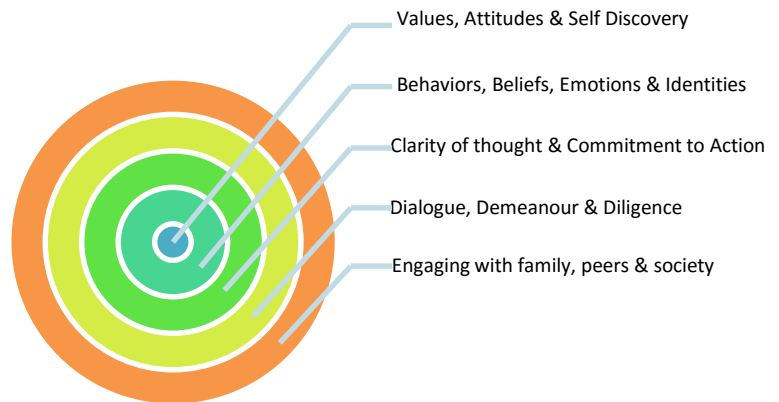 Values, Attitudes & Self Discovery
Behaviors, Beliefs, Emotions & Identities
Clarity of thought & Commitment to Action
Dialogue, Demeanour & Diligence
Engaging with family, peers & society